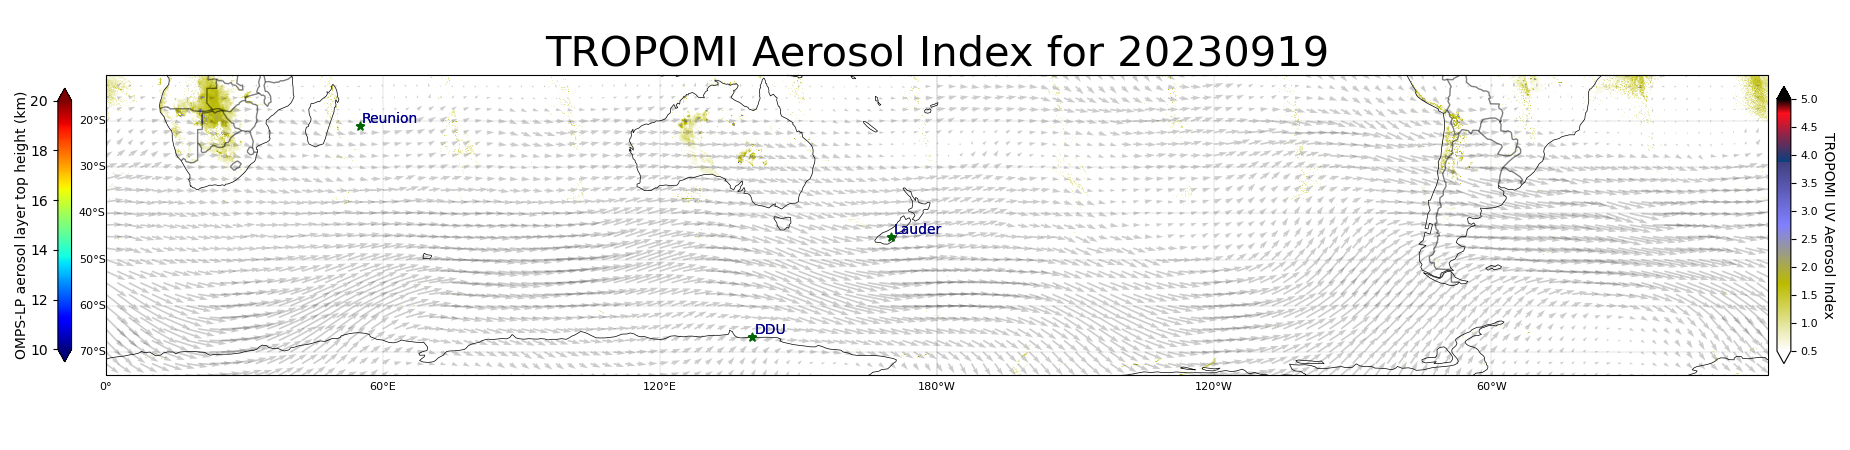 TROPOMI Aerosol Index for 20230919
OMPS-LP aerosol layer top height (km)
20
18
16
14
12
10
20°S
30°S
40°S
50°S
60°S
70°S
0°
60°E
120°E
180°W
120°W
60°W
Reunion
Lauder
DDU
5.0
4.5
4.0
3.5
3.0
2.5
2.0
1.5
1.0
0.5
TROPOMI UV Aerosol Index